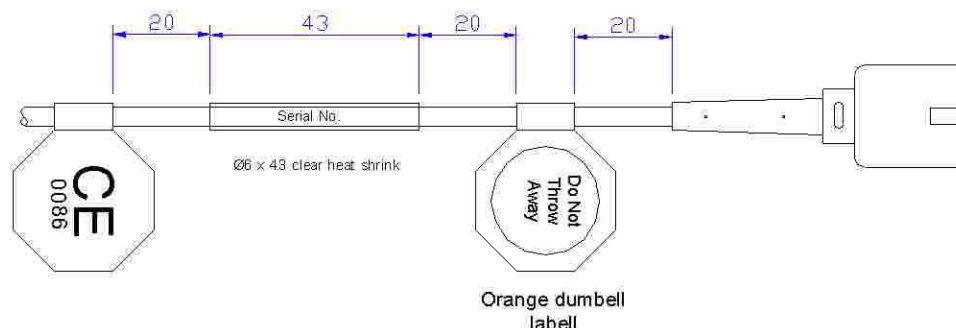 20
43
20
20
Serial No.
Ø6 x 43 clear heat shrink
CE
0086
Do Not
Throw
Away
Orange dumbell
labell